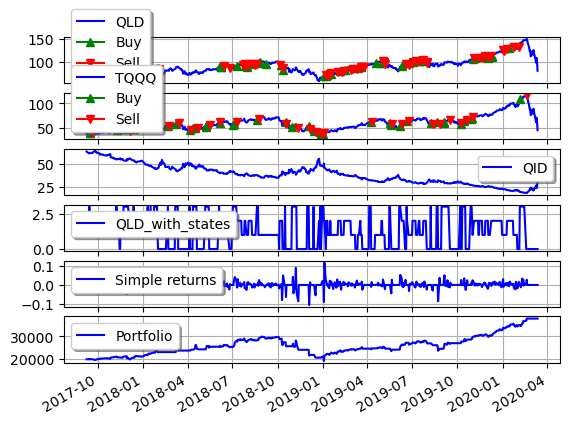 QLD
Buy
Sell
150
100
TQQQ
Buy
Sell
100
50
QID
50
25
QLD_with_states
2.5
0.0
Simple returns
0.1
0.0
−0.1
Portfolio
30000
20000
2017-10 2018-01 2018-04 2018-07 2018-10 2019-01 2019-04 2019-07 2019-10 2020-01 2020-04